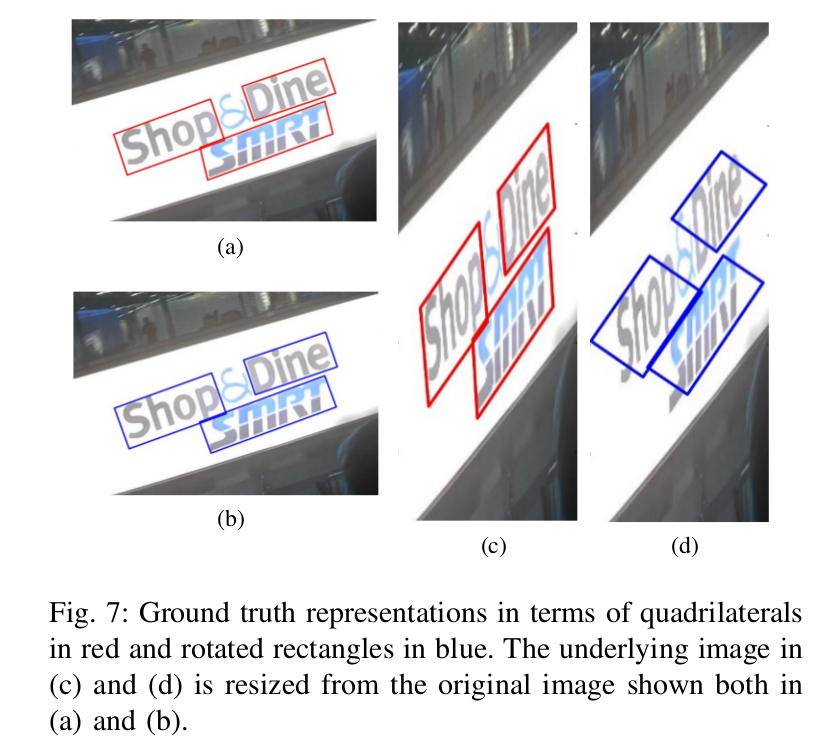 Shop&Dine
SMRT
(a)
Shop&Dine
SMRT
(b)
Shop&Dine
SMRT
(c)
Shop&Dine
SMRT
(d)
Fig. 7: Ground truth representations in terms of quadrilaterals
in red and rotated rectangles in blue. The underlying image in
(c) and (d) is resized from the original image shown both in
(a) and (b).